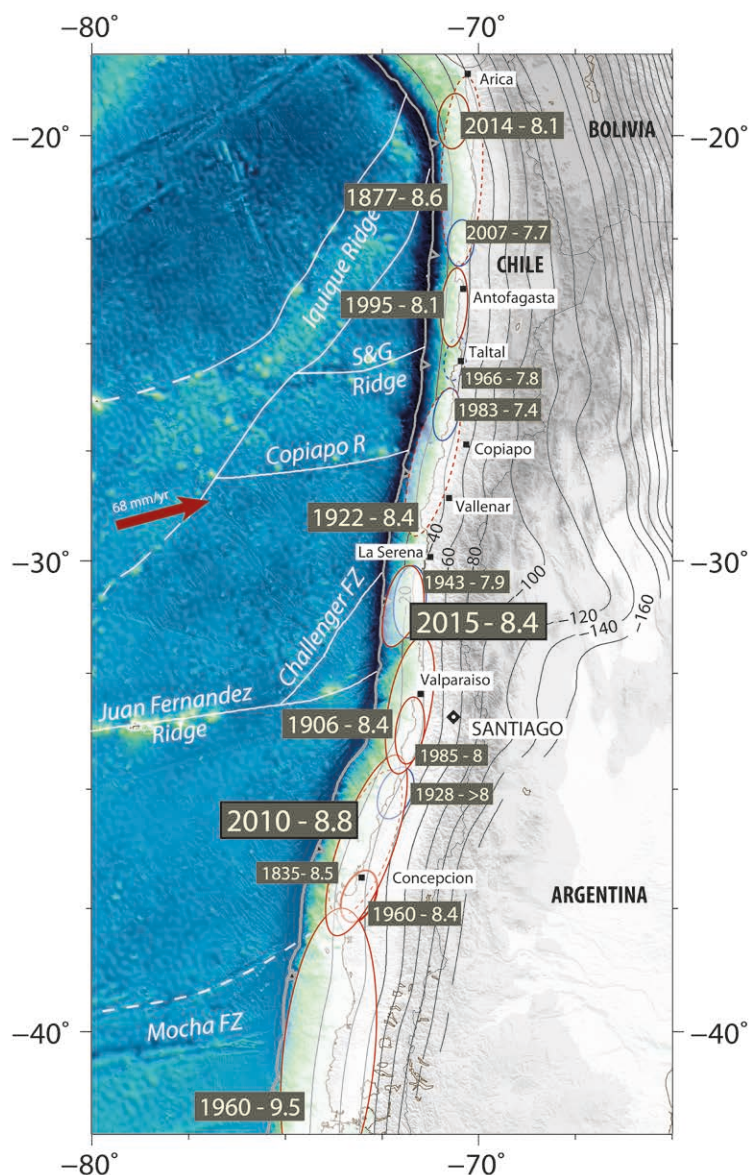 −80˚
−70˚
Arica
−20˚
2014 - 8.1
BOLIVIA
−20˚
1877- 8.6
2007 - 7.7
CHILE
Iquique Ridge
1995 - 8.1
Antofagasta
S&G
Ridge
Taltal
1966 - 7.8
1983 - 7.4
Copiapo R
Copiapo
68 mm/yr
Vallenar
1922 - 8.4
−30˚
La Serena
40
60
80
−100
−120
−140
−160
−30˚
20
1943 - 7.9
2015 - 8.4
Challenger FZ
Valparaiso
Juan Fernandez
Ridge
1906 - 8.4
SANTIAGO
1985 - 8
1928 - >8
2010 - 8.8
1835- 8.5
Concepcion
ARGENTINA
1960 - 8.4
−40˚
Mocha FZ
−40˚
1960 - 9.5
−80˚
−70˚